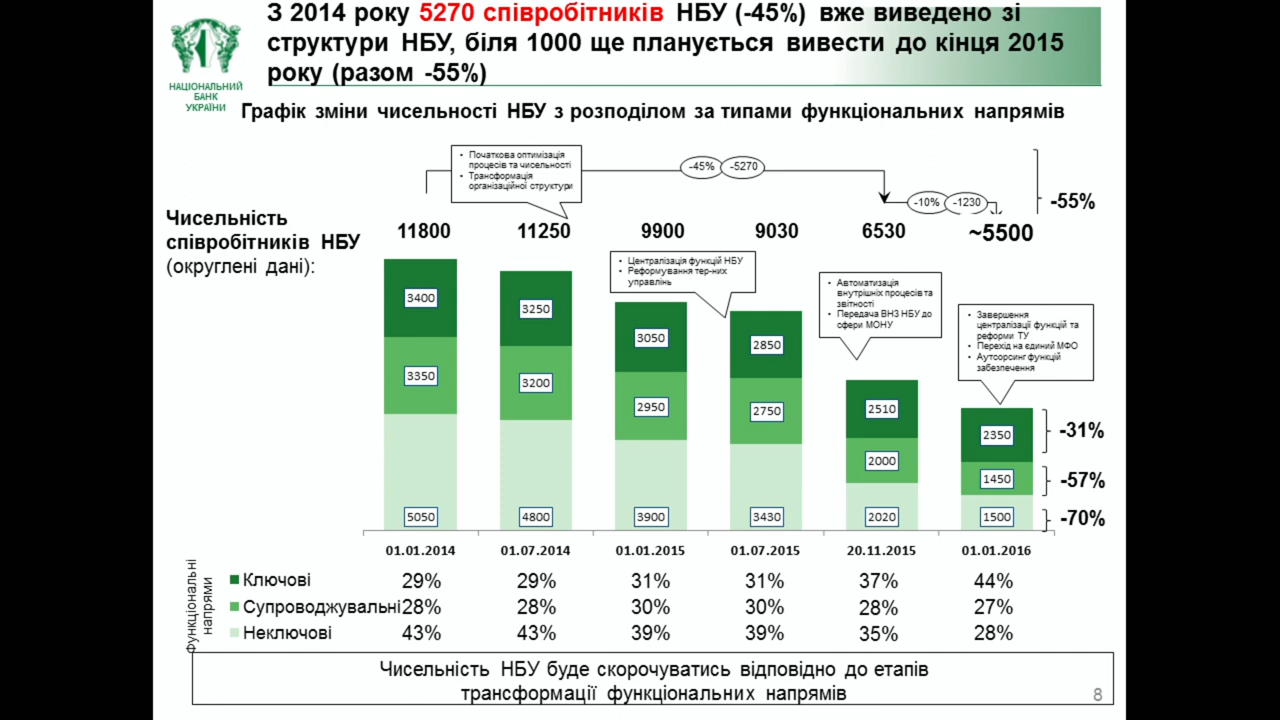 З 2014 року 5270 співробітників НБУ (-45%) вже виведено зі
структури НБУ, біля 1000 ще планується вивести до кінця 2015
року (разом -55%)
НАЦІОНАЛЬНИЙ
БАНК
УКРАЇНИ
Графік зміни чисельності НБУ з розподілом за типами функціональних напрямів
• Початкова оптимізація
процесів та чисельності
• Трансформація
організаційної структури
-45% -5270
-10% -1230
-55%
Чисельність
співробітників НБУ
(округлені дані):
11800 11250 9900 9030 6530 ~5500
• Централізація функцій НБУ
• Реформування тер-них
управлінь
• Автоматизація
внутрішніх процесів та
звітності
• Передача ВНЗ НБУ до
сфери МОНУ
• Завершення
централізації функцій та
реформи ТУ
• Перехід на єдиний МФО
• Аутсорсинг функцій
забезпечення
3400 3250 3050 2850 2510 2350 -31%
3350 3200 2950 2750 2000 1450 -57%
5050 4800 3900 3430 2020 1500 -70%
01.01.2014 01.07.2014 01.01.2015 01.07.2015 20.11.2015 01.01.2016
Функціональні
напрями
Ключові 29% 29% 31% 31% 37% 44%
Супроводжувальні 28% 28% 30% 30% 28% 27%
Неключові 43% 43% 39% 39% 35% 28%
Чисельність НБУ буде скорочуватись відповідно до етапів
трансформації функціональних напрямів
8